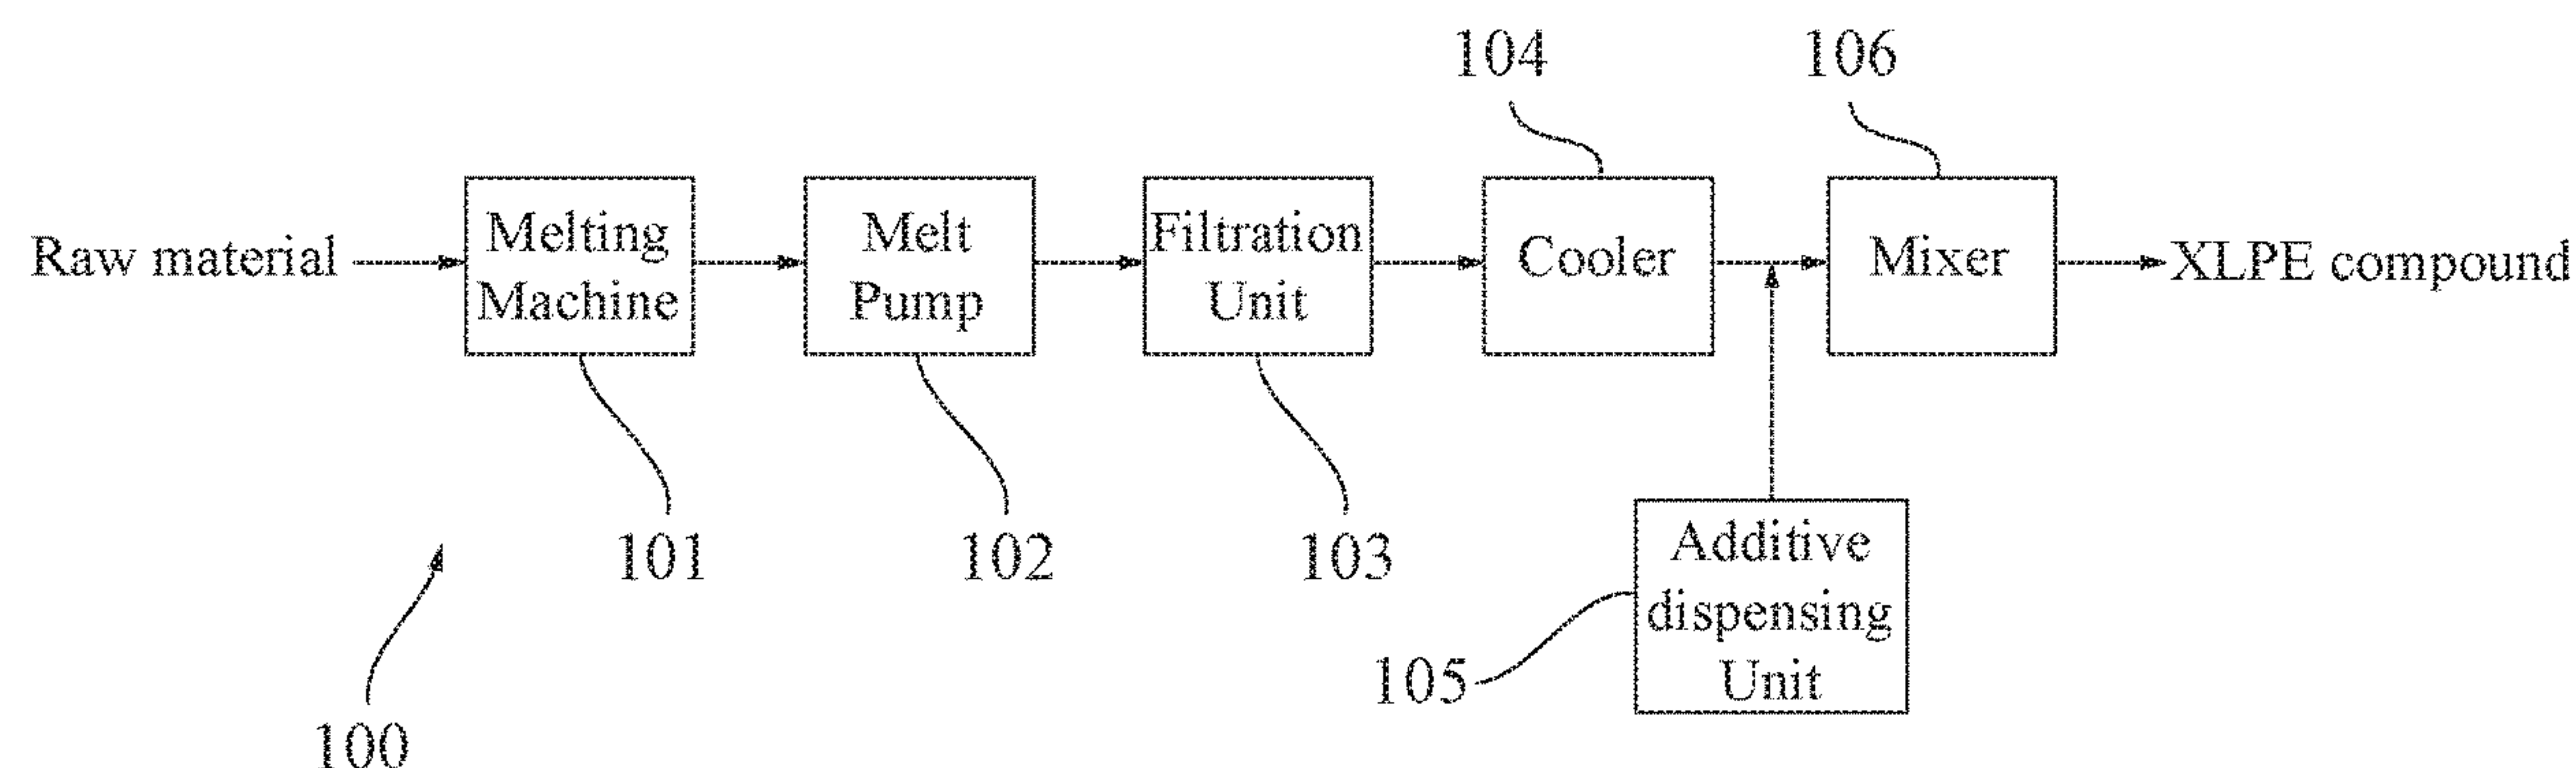 104
106
Raw material
Melting
Machine
Melt
Pump
Filtration
Unit
Cooler
Mixer
XLPE compound
101
102
103
Additive
dispensing
Unit
105
100